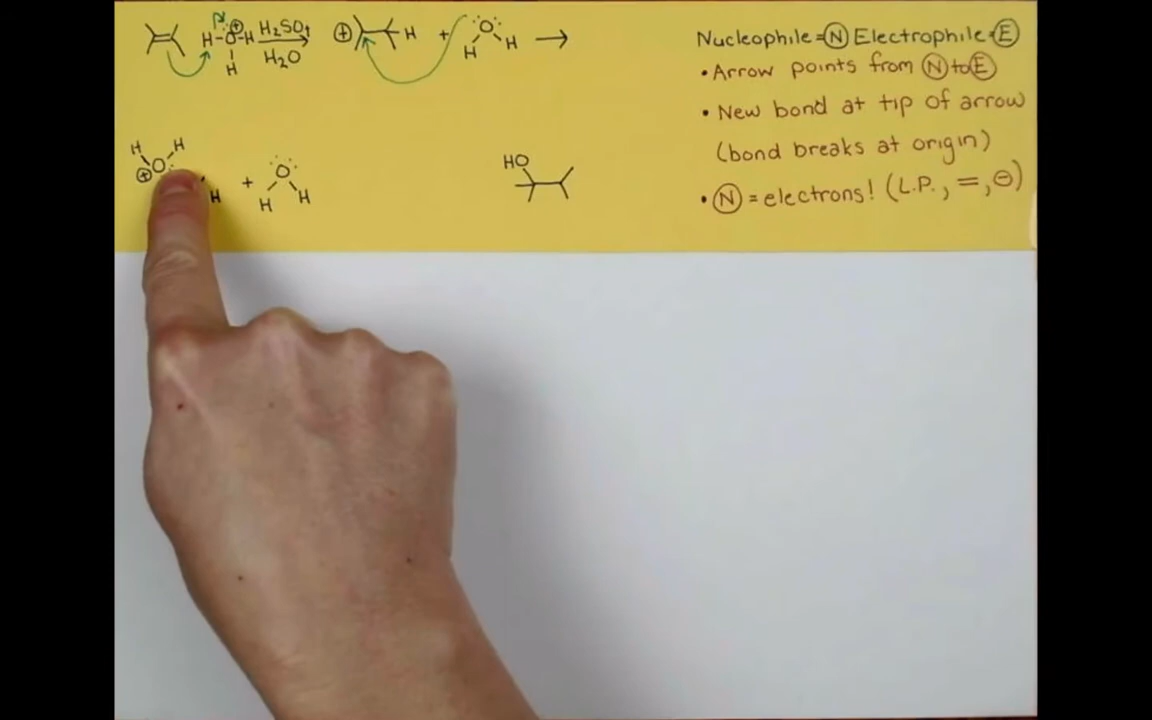 H-O-H H₂SO₄ ⊕ H + O
H H₂O H H
Nucleophile=Ⓝ Electrophile=Ⓔ
•Arrow points from Ⓝ to Ⓔ
•New bond at tip of arrow
(bond breaks at origin)
•Ⓝ=electrons! (L.P., =, ⊖)
H H
⊕ O + O
H H H
HO